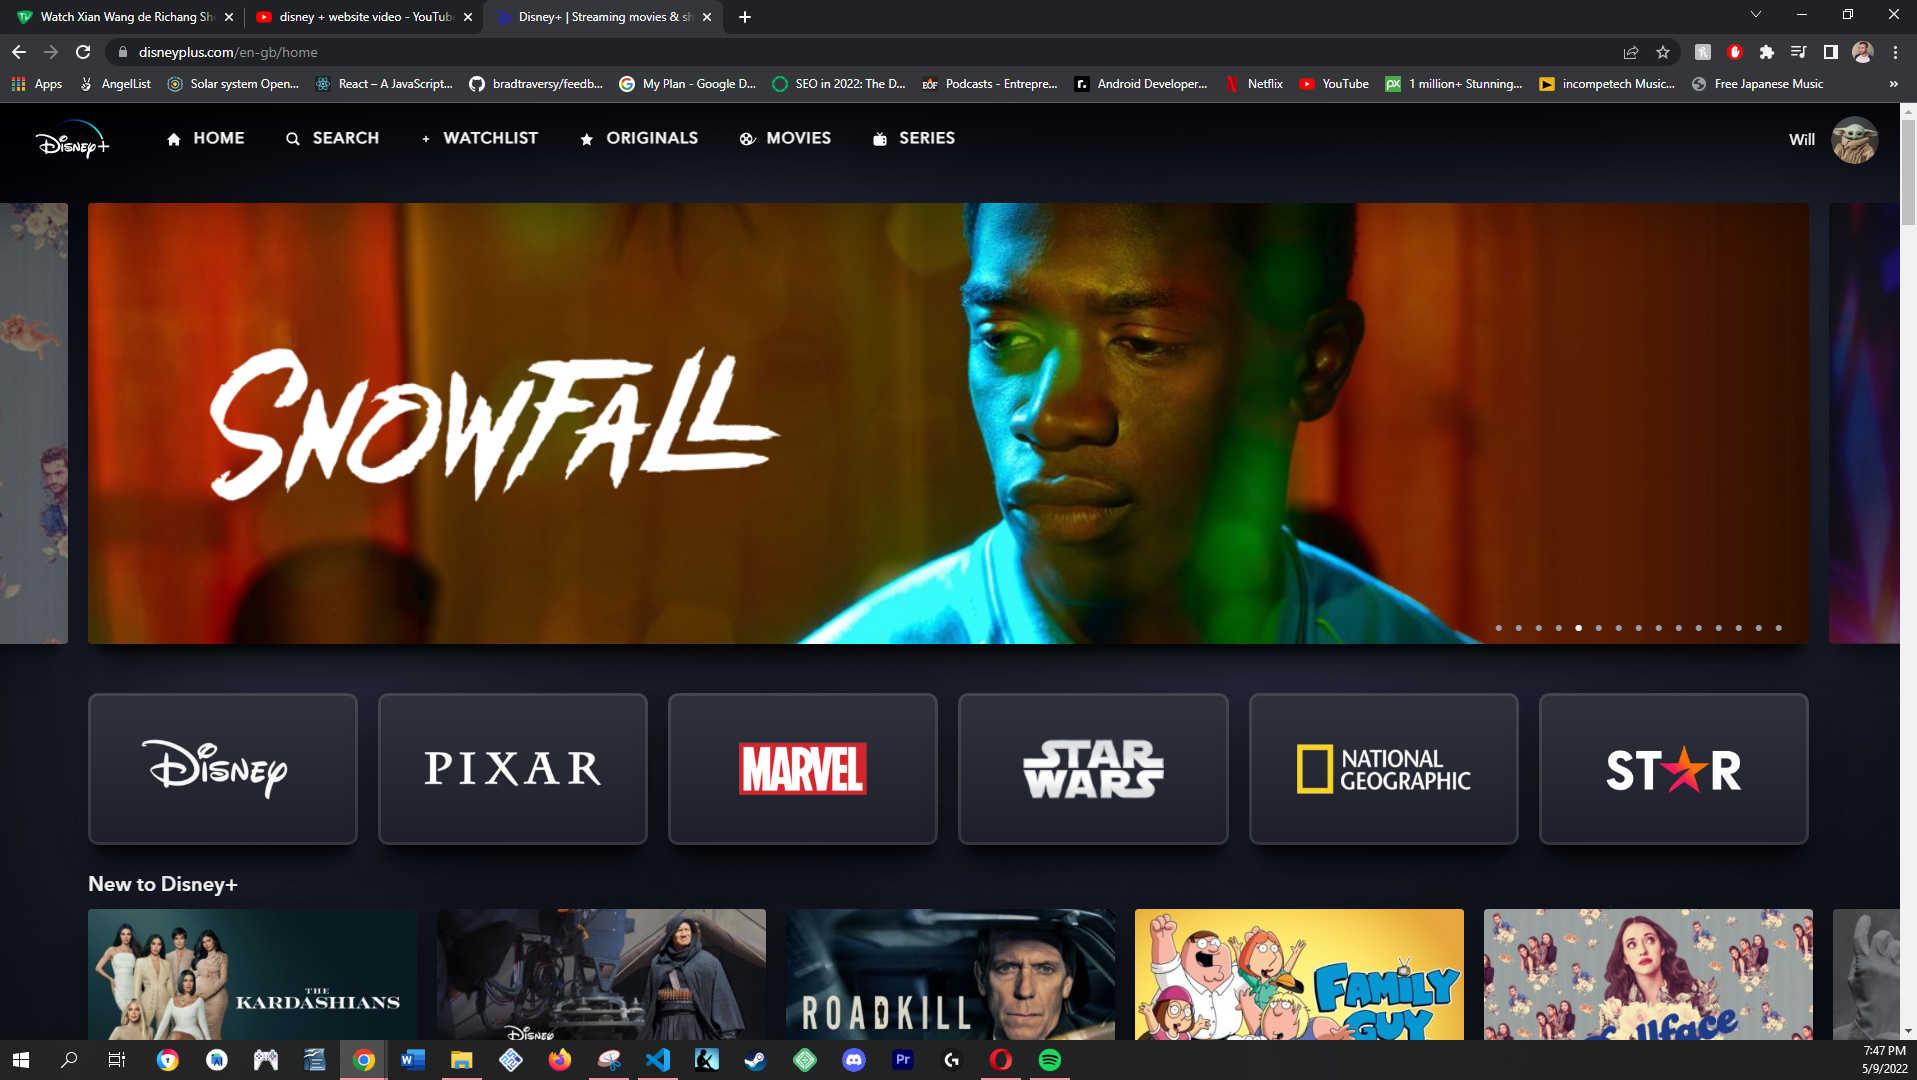 Watch Xian Wang de Richang Sh
disney + website video - YouTub
Disney+ | Streaming movies & sh
disneyplus.com/en-gb/home
Apps
AngelList
Solar system Open...
React – A JavaScript...
bradtraversy/feedb...
My Plan - Google D...
SEO in 2022: The D...
EOF
Podcasts - Entrepre...
r.
Android Developer...
Netflix
YouTube
px
1 million+ Stunning...
incompetech Music...
Free Japanese Music
»
Disney+
HOME
SEARCH
+ WATCHLIST
ORIGINALS
MOVIES
SERIES
Will
SNOWFALL
Disney
PIXAR
MARVEL
STAR
WARS
NATIONAL
GEOGRAPHIC
STAR
New to Disney+
THE
KARDASHIANS
Disney
ROADKILL
FAMILY
GUY
Dollface
W
Pr
7:47 PM
5/9/2022